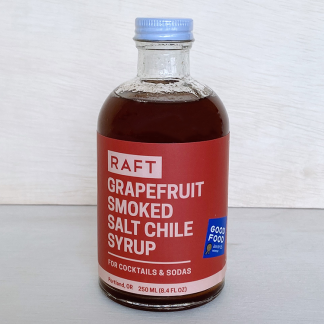 RAFT
GRAPEFRUIT
SMOKED
SALT CHILE
SYRUP
FOR COCKTAILS & SODAS
Portland, OR 250 ML (8.4 FL OZ)
GOOD
FOOD